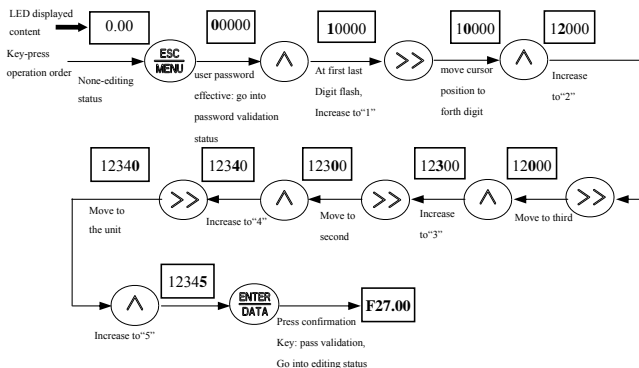 LED displayed
content
0.00
00000
10000
10000
12000
Key-press
operation order
None-editing
status
ESC
MENU
user password
effective: go into
password validation
status
At first last
Digit flash,
Increase to“1”
move cursor
position to
forth digit
Increase
to“2”
12340
12340
12300
12300
12000
Move to
the unit
Increase to“4”
Move to
second
Increase
to“3”
Move to third
12345
Increase to“5”
ENTER
DATA
F27.00
Press confirmation
Key: pass validation,
Go into editing status